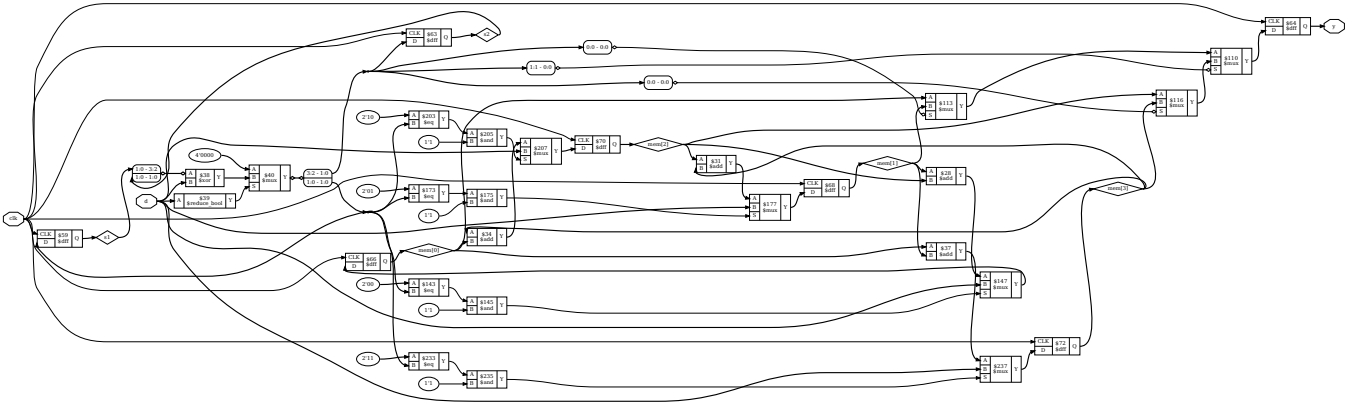 CLK
D
$64
$dff
Q
y
CLK
D
$63
$dff
Q
s2
0:0 - 0:0
A
B
S
$110
$mux
Y
1:1 - 0:0
0:0 - 0:0
A
B
S
$113
$mux
Y
A
B
S
$116
$mux
Y
2'10
A
B
$203
$eq
Y
1'1
A
B
$205
$and
Y
A
B
S
$207
$mux
Y
CLK
D
$70
$dff
Q
mem[2]
4'0000
1:0 - 3:2
1:0 - 1:0
A
B
$38
$xor
Y
A
B
S
$40
$mux
Y
3:2 - 1:0
1:0 - 1:0
A
B
$31
$add
Y
mem[1]
A
B
$28
$add
Y
d
A
$39
$reduce_bool
Y
2'01
A
B
$173
$eq
Y
1'1
A
B
$175
$and
Y
A
B
S
$177
$mux
Y
CLK
D
$68
$dff
Q
mem[3]
clk
CLK
D
$59
$dff
Q
s1
A
B
$34
$add
Y
mem[0]
A
B
$37
$add
Y
CLK
D
$66
$dff
Q
2'00
A
B
$143
$eq
Y
1'1
A
B
$145
$and
Y
A
B
S
$147
$mux
Y
CLK
D
$72
$dff
Q
2'11
A
B
$233
$eq
Y
1'1
A
B
$235
$and
Y
A
B
S
$237
$mux
Y